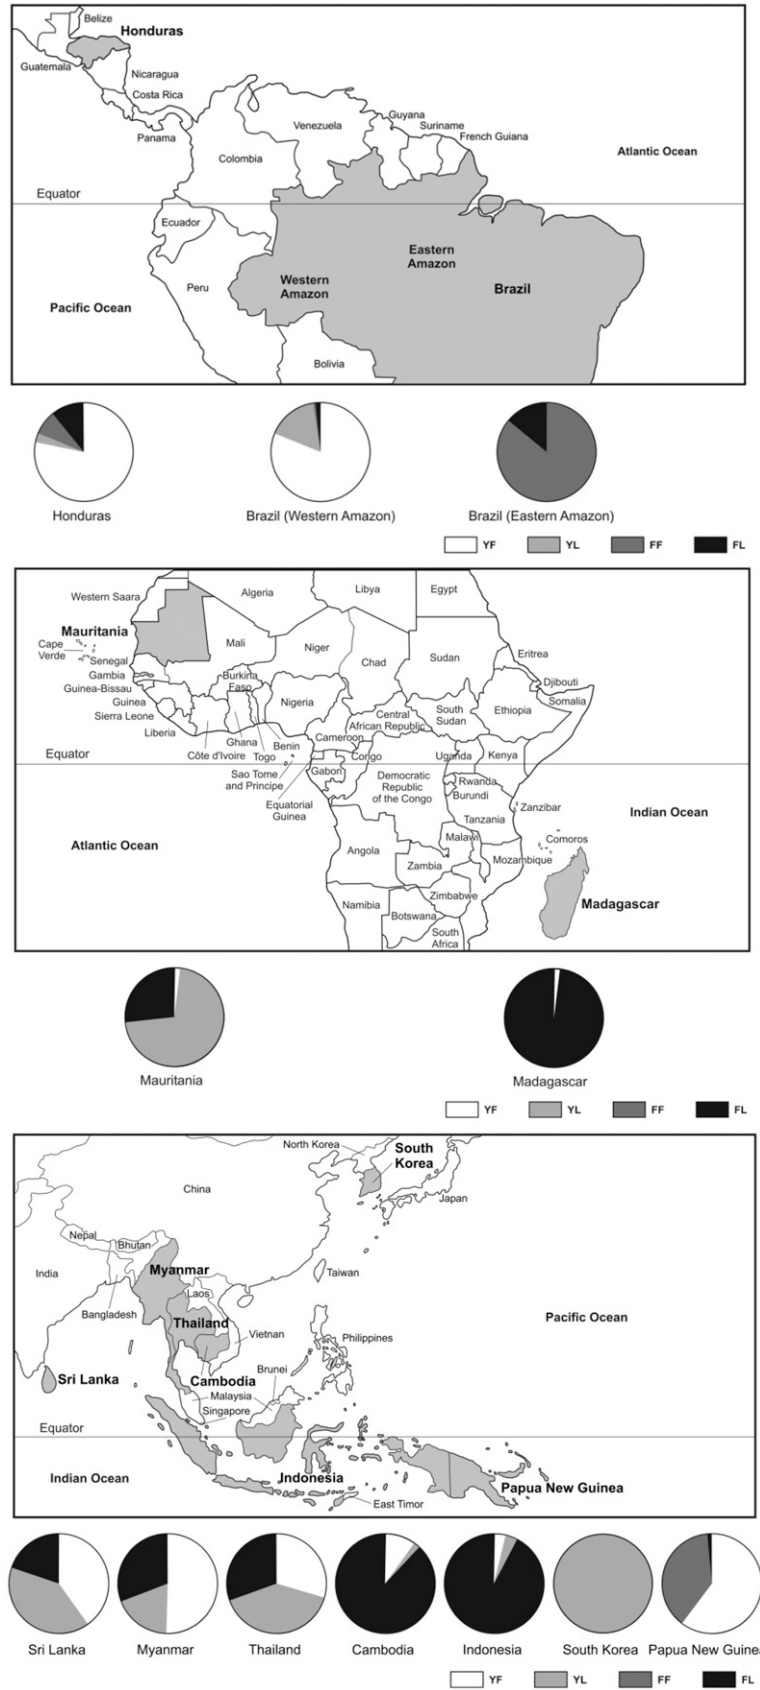 Belize
Honduras
Guatemala
Nicaragua
Costa Rica
Panama
Venezuela
Guyana
Suriname
French Guiana
Colombia
Atlantic Ocean
Equator
Ecuador
Eastern
Amazon
Western
Amazon
Brazil
Peru
Pacific Ocean
Bolivia
Honduras
Brazil (Western Amazon)
Brazil (Eastern Amazon)
YF YL FF FL
Western Saara
Algeria
Libya
Egypt
Mauritania
Cape
Verde
Mali
Niger
Chad
Sudan
Eritrea
Senegal
Gambia
Guinea-Bissau
Guinea
Sierra Leone
Liberia
Burkina
Faso
Nigeria
Djibouti
Somalia
Ethiopia
South
Sudan
Central
African Republic
Cameroon
Côte d'Ivoire
Ghana
Togo
Benin
Equator
Sao Tome
and Principe
Equatorial
Guinea
Gabon
Congo
Uganda
Kenya
Democratic
Republic
of the Congo
Rwanda
Burundi
Tanzania
Zanzibar
Indian Ocean
Atlantic Ocean
Angola
Malawi
Zambia
Mozambique
Comoros
Madagascar
Namibia
Zimbabwe
Botswana
South
Africa
Mauritania
Madagascar
YF YL FF FL
North Korea
South
Korea
China
Japan
Nepal
Bhutan
India
Myanmar
Taiwan
Laos
Bangladesh
Thailand
Vietnan
Philippines
Pacific Ocean
Sri Lanka
Cambodia
Brunei
Malaysia
Singapore
Equator
Indian Ocean
Indonesia
Papua New Guinea
East Timor
Sri Lanka
Myanmar
Thailand
Cambodia
Indonesia
South Korea
Papua New Guinea
YF YL FF FL